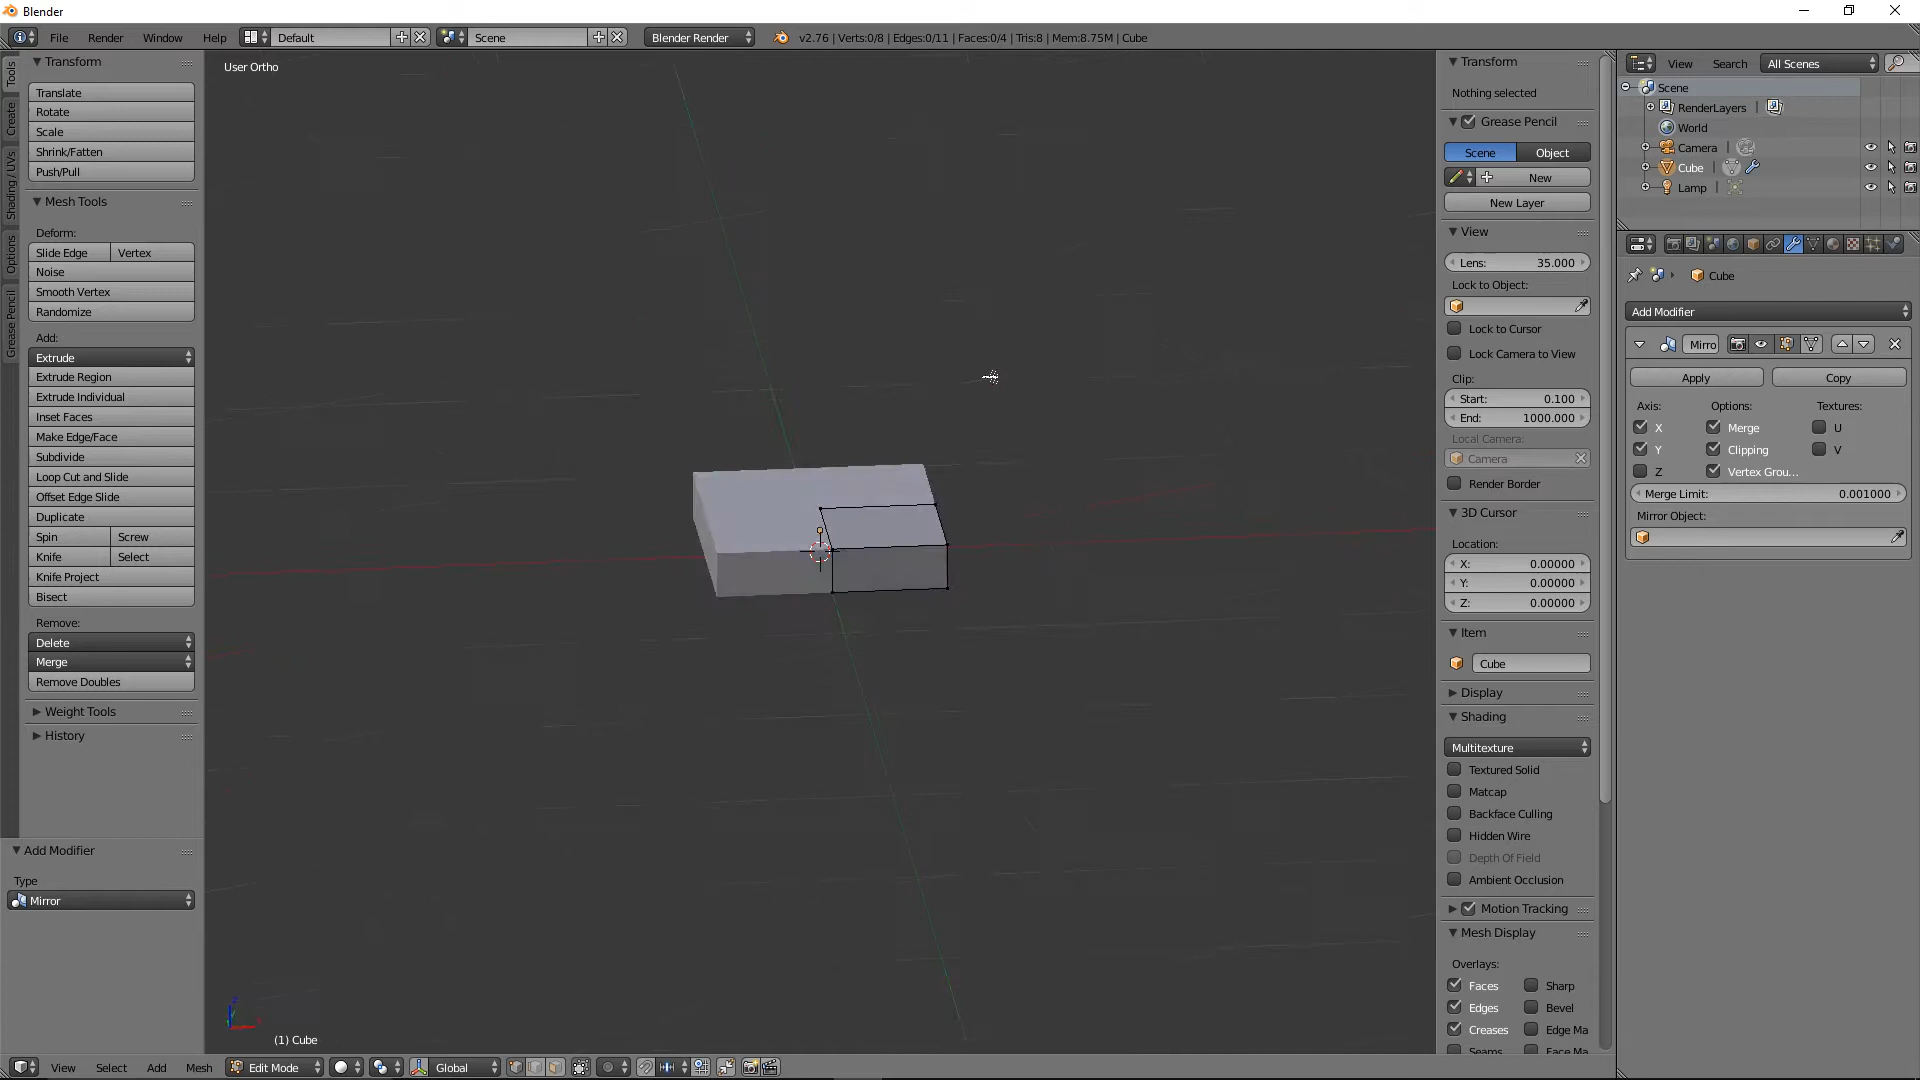 Blender
File Render Window Help Default Scene Blender Render v2.76 | Verts:0/8 | Edges:0/11 | Faces:0/4 | Tris:8 | Mem:8.75M | Cube
Tools
Create
Shading / UVs
Options
Grease Pencil
Transform
Translate
Rotate
Scale
Shrink/Fatten
Push/Pull
Mesh Tools
Deform:
Slide Edge Vertex
Noise
Smooth Vertex
Randomize
Add:
Extrude
Extrude Region
Extrude Individual
Inset Faces
Make Edge/Face
Subdivide
Loop Cut and Slide
Offset Edge Slide
Duplicate
Spin Screw
Knife Select
Knife Project
Bisect
Remove:
Delete
Merge
Remove Doubles
Weight Tools
History
Add Modifier
Type
Mirror
User Ortho
(1) Cube
View Select Add Mesh Edit Mode Global
Transform
Nothing selected
Grease Pencil
Scene Object
New
New Layer
View
Lens: 35.000
Lock to Object:
Lock to Cursor
Lock Camera to View
Clip:
Start: 0.100
End: 1000.000
Local Camera:
Camera
Render Border
3D Cursor
Location:
X: 0.00000
Y: 0.00000
Z: 0.00000
Item
Cube
Display
Shading
Multitexture
Textured Solid
Matcap
Backface Culling
Hidden Wire
Depth Of Field
Ambient Occlusion
Motion Tracking
Mesh Display
Overlays:
Faces Sharp
Edges Bevel
Creases Edge Ma
Seams Face Ma
View Search All Scenes
Scene
RenderLayers |
World
Camera
Cube
Lamp
Cube
Add Modifier
Mirro
Apply Copy
Axis: Options: Textures:
X Merge U
Y Clipping V
Z Vertex Grou...
Merge Limit: 0.001000
Mirror Object: